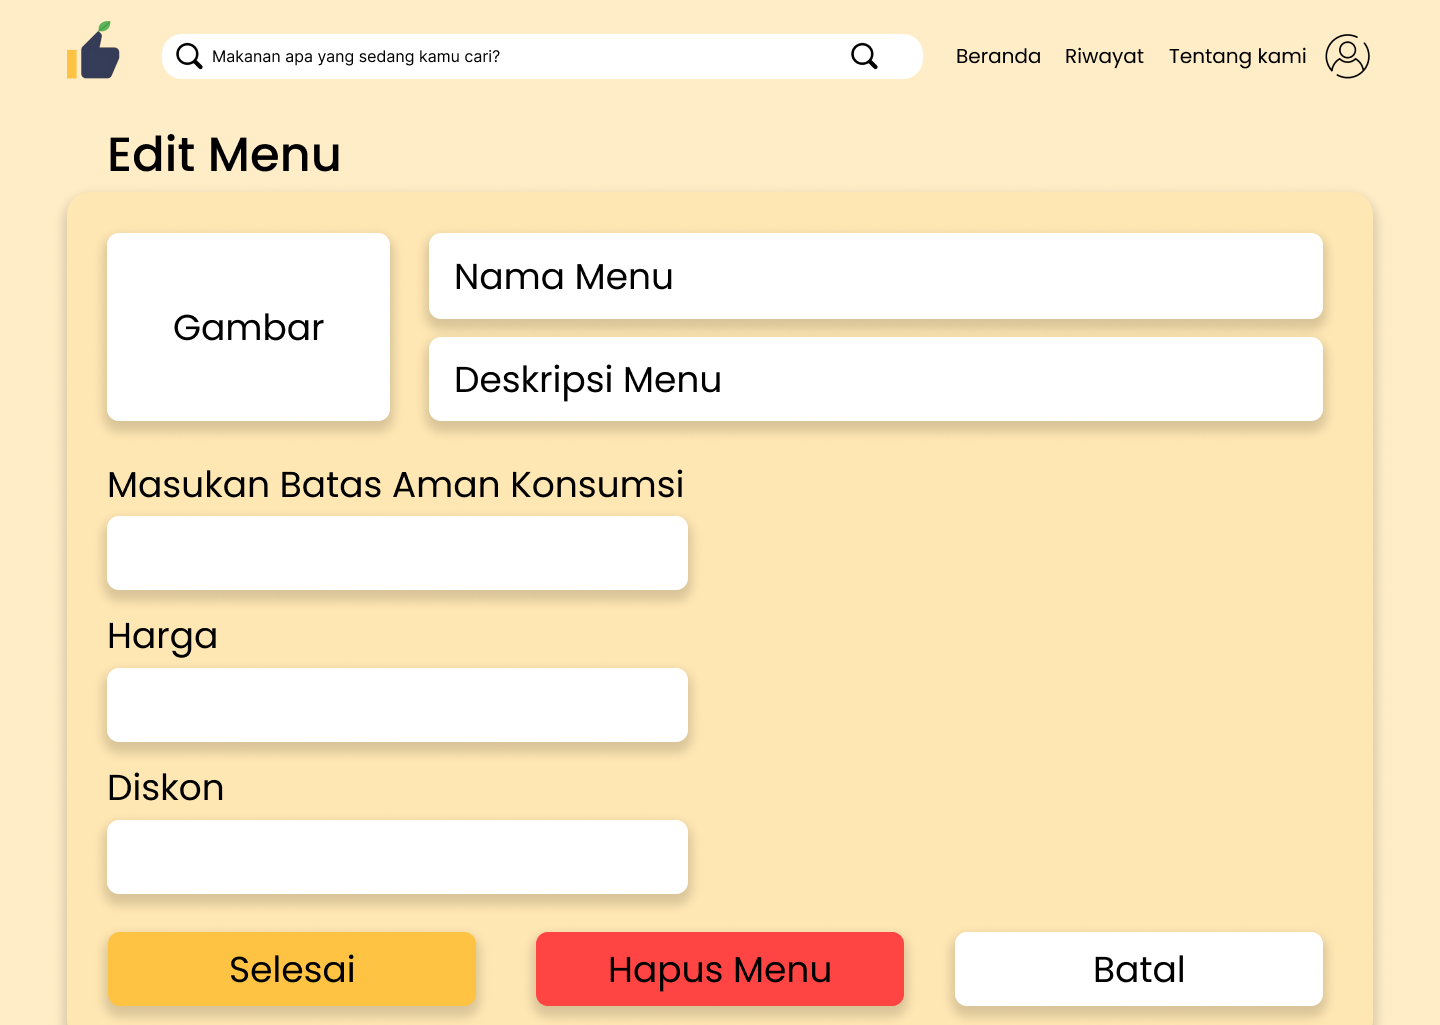 Makanan apa yang sedang kamu cari?
Beranda
Riwayat
Tentang kami
Edit Menu
Gambar
Nama Menu
Deskripsi Menu
Masukan Batas Aman Konsumsi
Harga
Diskon
Selesai
Hapus Menu
Batal